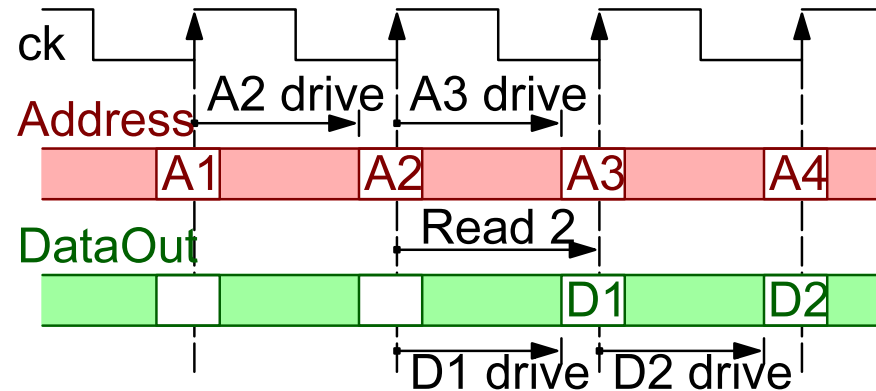 ck
A2 drive A3 drive
Address
A1 A2 A3 A4
Read 2
DataOut
D1 D2
D1 drive D2 drive